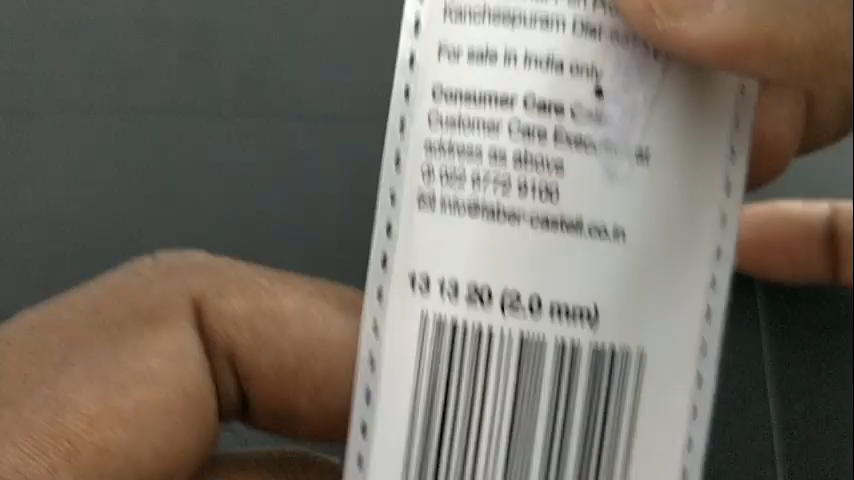 Kancheepuram Dist
For sale in India only
Consumer Care
Customer Care Executive at
address as above
022 6772 9100
info@faber-castell.co.in
13 13 20 (2.0 mm)